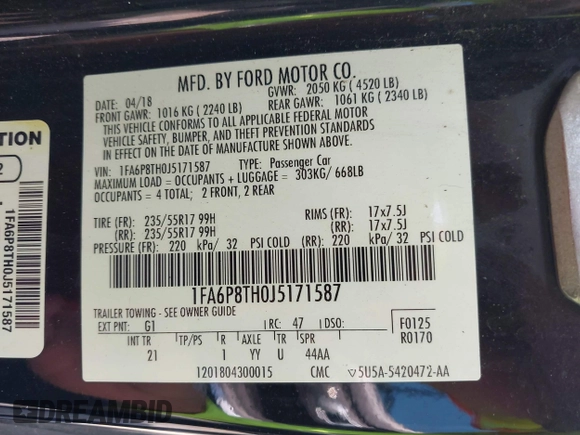 MFD. BY FORD MOTOR CO.
DATE: 04/18 GVWR: 2050 KG ( 4520 LB)
FRONT GAWR: 1016 KG ( 2240 LB) REAR GAWR: 1061 KG ( 2340 LB)
THIS VEHICLE CONFORMS TO ALL APPLICABLE FEDERAL MOTOR
VEHICLE SAFETY, BUMPER, AND THEFT PREVENTION STANDARDS
IN EFFECT ON THE DATE OF MANUFACTURE SHOWN ABOVE.
VIN: 1FA6P8TH0J5171587 TYPE: Passenger Car
MAXIMUM LOAD = OCCUPANTS + LUGGAGE = 303KG/ 668LB
OCCUPANTS = 4 TOTAL; 2 FRONT, 2 REAR
TIRE (FR): 235/55R17 99H RIMS (FR): 17x7.5J
(RR): 235/55R17 99H (RR): 17x7.5J
PRESSURE (FR): 220 kPa/ 32 PSI COLD (RR): 220 kPa/ 32 PSI COLD
1FA6P8TH0J5171587
TRAILER TOWING - SEE OWNER GUIDE
EXT PNT: G1 RC: 47 DSO: F0125
INT TR TP/PS R AXLE TR SPR R0170
21 1 YY U 44AA
1201804300015 CMC ▽5U5A-5420472-AA
TION
2
1FA6P8TH0J5171587
DREAMBID